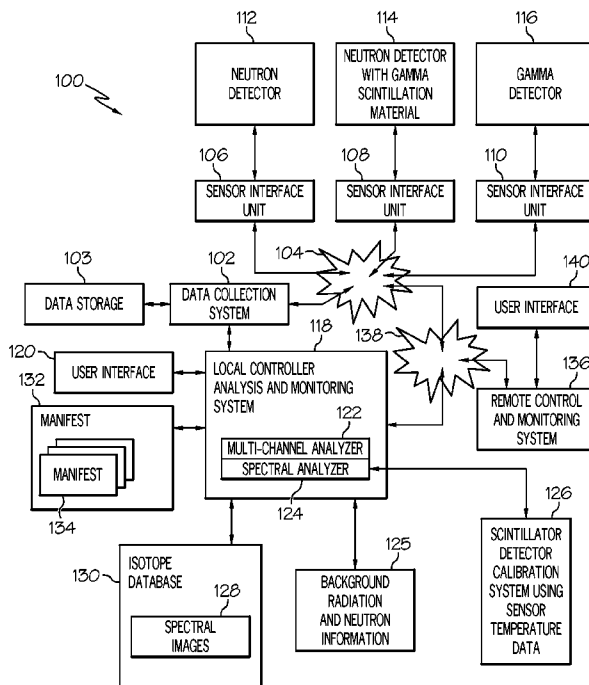 112
114
116
NEUTRON
DETECTOR
NEUTRON DETECTOR
WITH GAMMA
SCINTILLATION
MATERIAL
GAMMA
DETECTOR
100
106
108
110
SENSOR INTERFACE
UNIT
SENSOR INTERFACE
UNIT
SENSOR INTERFACE
UNIT
104
103
102
140
DATA STORAGE
DATA COLLECTION
SYSTEM
USER INTERFACE
118
138
120
USER INTERFACE
LOCAL CONTROLLER
ANALYSIS AND MONITORING
SYSTEM
136
REMOTE CONTROL
AND MONITORING
SYSTEM
132
MANIFEST
MANIFEST
134
122
MULTI-CHANNEL ANALYZER
SPECTRAL ANALYZER
124
126
SCINTILLATOR
DETECTOR
CALIBRATION
SYSTEM USING
SENSOR
TEMPERATURE
DATA
130
ISOTOPE
DATABASE
128
SPECTRAL
IMAGES
125
BACKGROUND
RADIATION
AND NEUTRON
INFORMATION